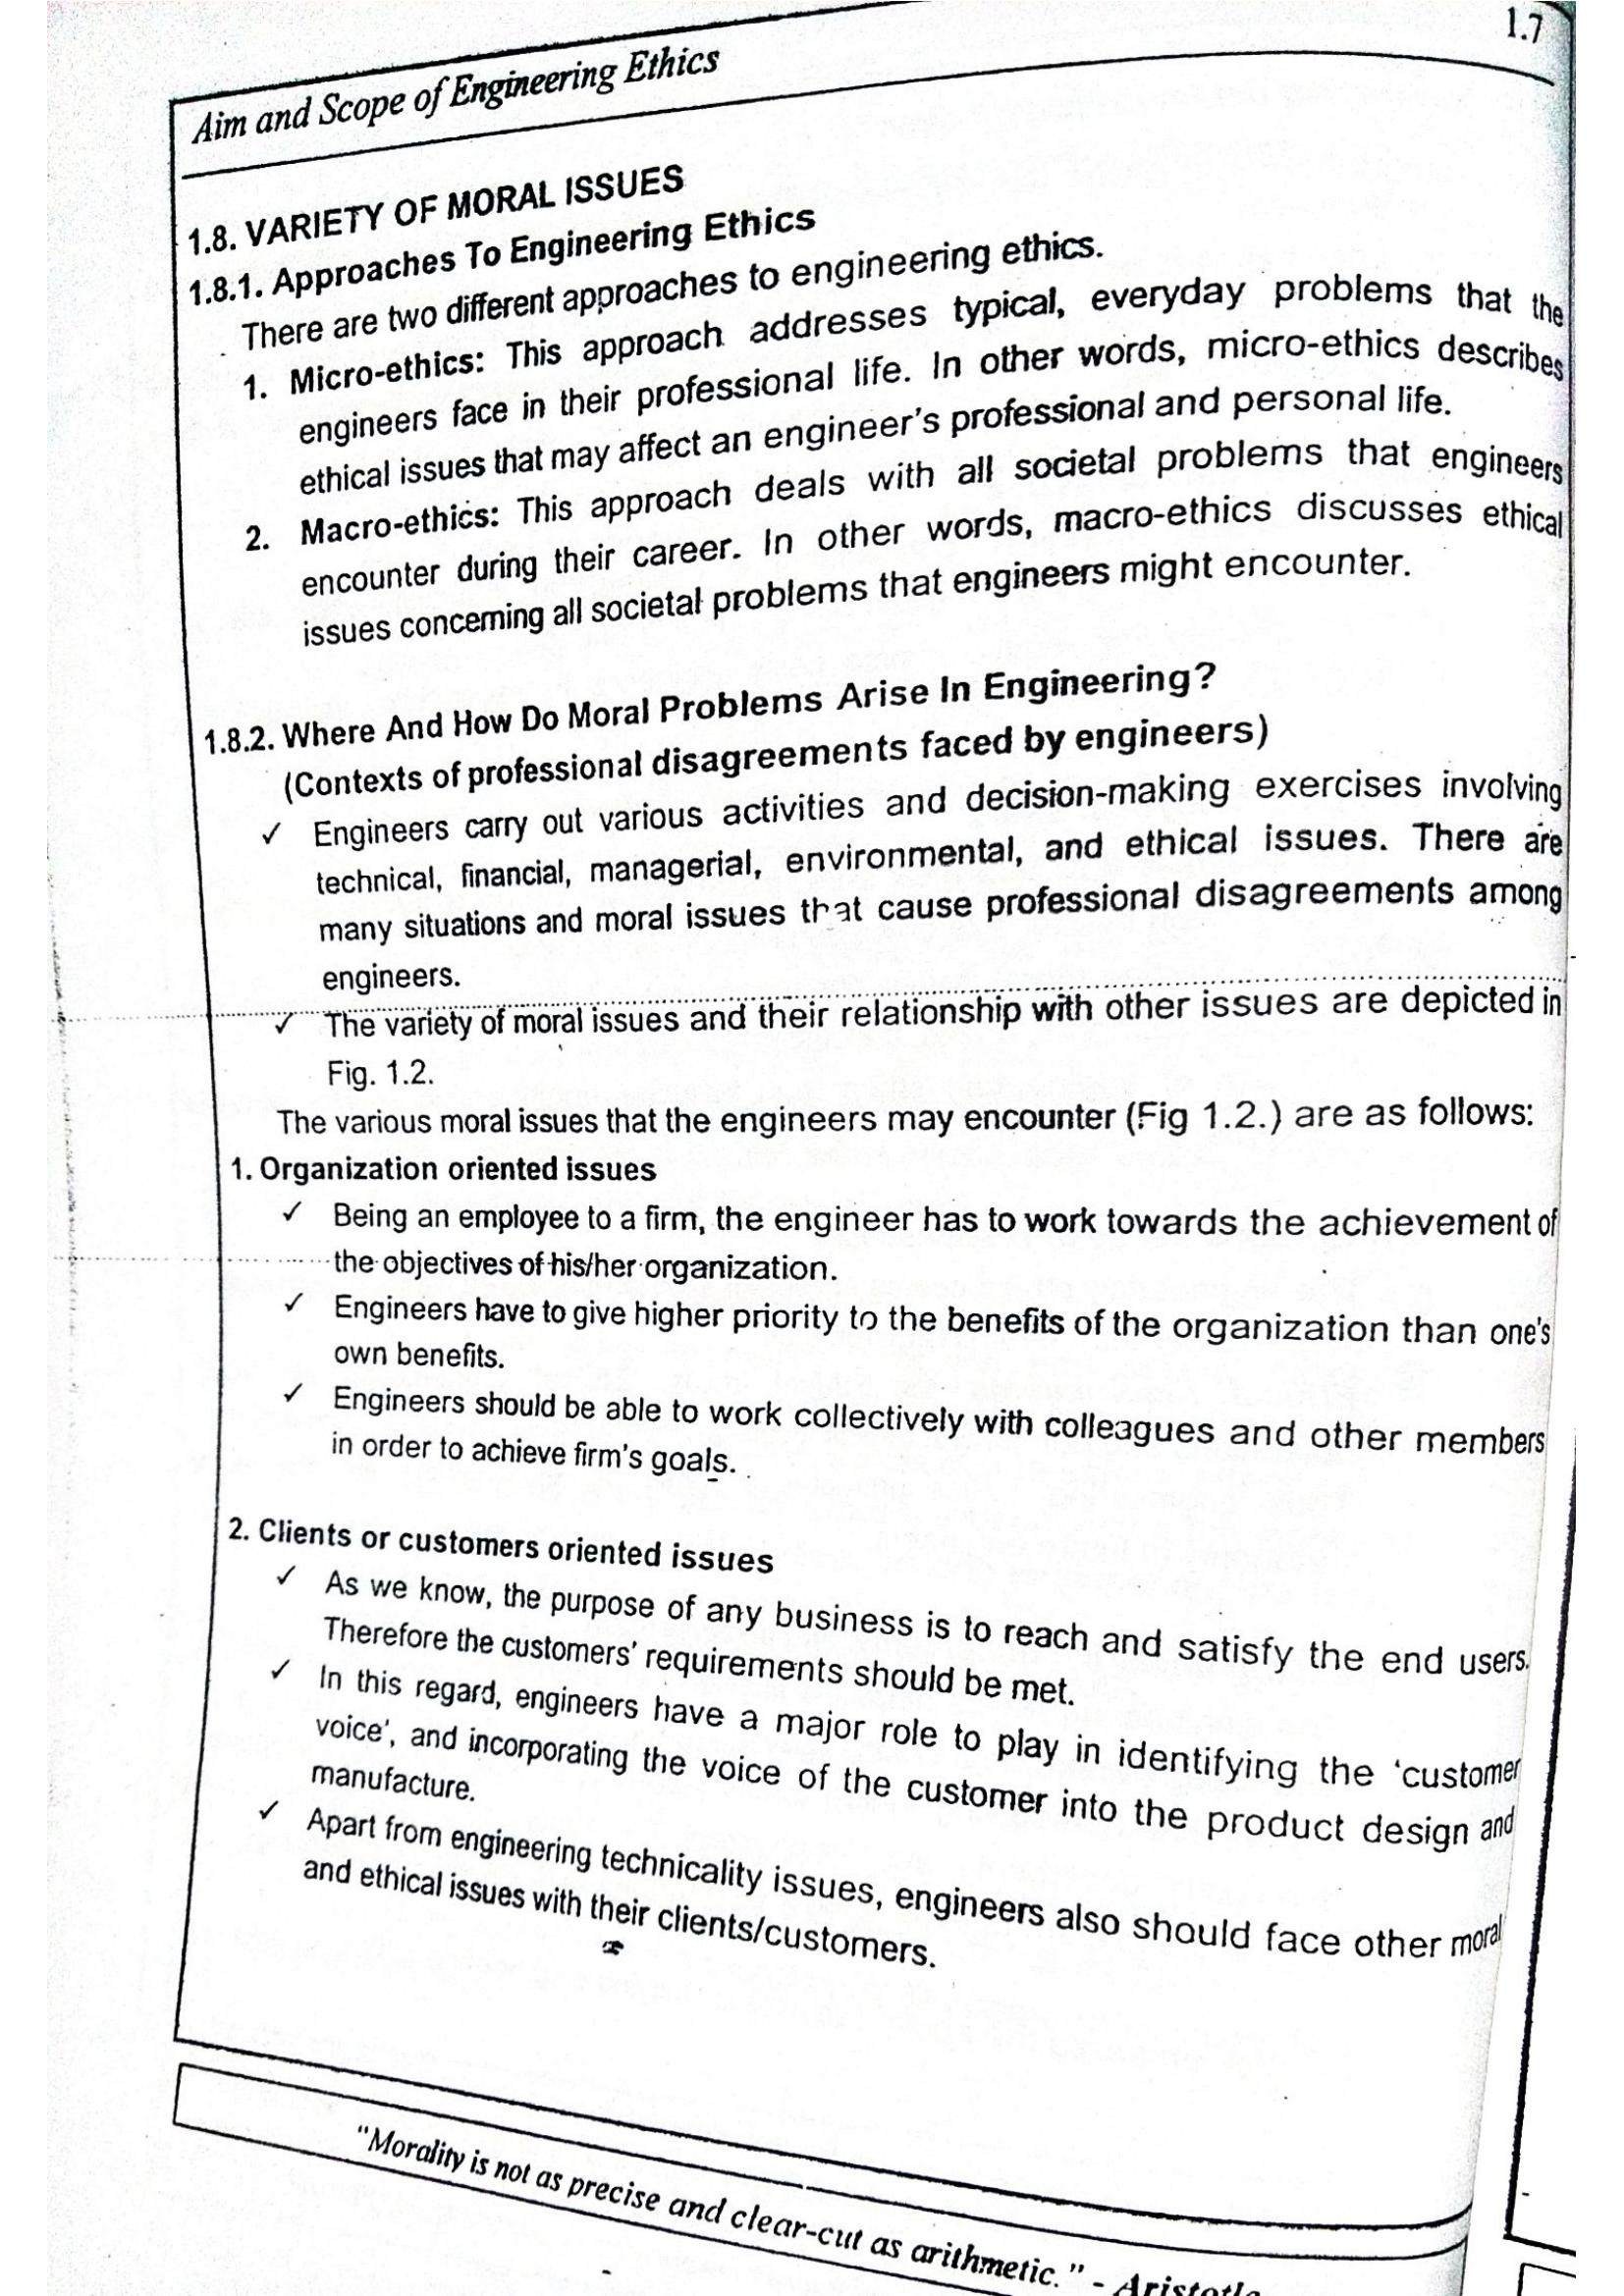 1.7
Aim and Scope of Engineering Ethics
1.8. VARIETY OF MORAL ISSUES
1.8.1. Approaches To Engineering Ethics
There are two different approaches to engineering ethics.
1. Micro-ethics: This approach addresses typical, everyday problems that the
engineers face in their professional life. In other words, micro-ethics describes
ethical issues that may affect an engineer's professional and personal life.
2. Macro-ethics: This approach deals with all societal problems that engineers
encounter during their career. In other words, macro-ethics discusses ethical
issues concerning all societal problems that engineers might encounter.
1.8.2. Where And How Do Moral Problems Arise In Engineering?
(Contexts of professional disagreements faced by engineers)
✓ Engineers carry out various activities and decision-making exercises involving
technical, financial, managerial, environmental, and ethical issues. There are
many situations and moral issues that cause professional disagreements among
engineers.
✓ The variety of moral issues and their relationship with other issues are depicted in
Fig. 1.2.
The various moral issues that the engineers may encounter (Fig 1.2.) are as follows:
1. Organization oriented issues
✓ Being an employee to a firm, the engineer has to work towards the achievement of
the objectives of his/her organization.
✓ Engineers have to give higher priority to the benefits of the organization than one's
own benefits.
✓ Engineers should be able to work collectively with colleagues and other members
in order to achieve firm's goals.
2. Clients or customers oriented issues
✓ As we know, the purpose of any business is to reach and satisfy the end users.
Therefore the customers' requirements should be met.
✓ In this regard, engineers have a major role to play in identifying the 'customer
voice', and incorporating the voice of the customer into the product design and
manufacture.
✓ Apart from engineering technicality issues, engineers also should face other moral
and ethical issues with their clients/customers.
"Morality is not as precise and clear-cut as arithmetic." - Aristotle